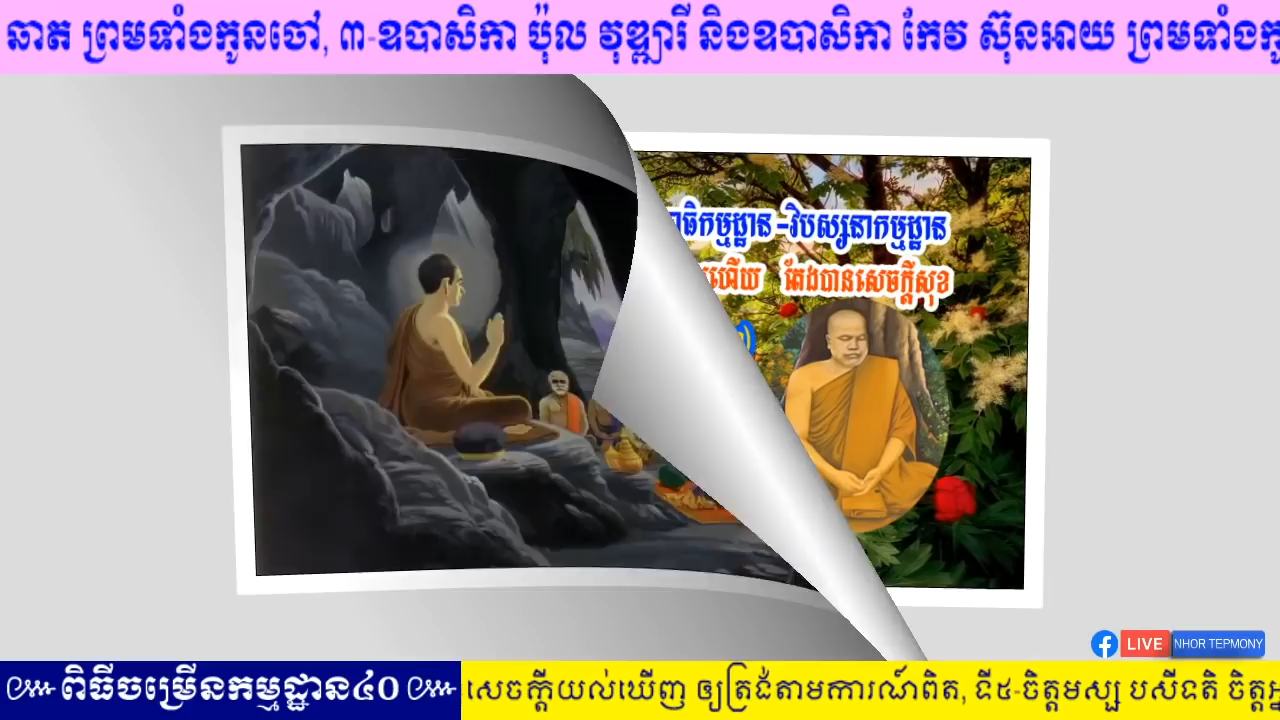 ឆាត ព្រមទាំងកូនចៅ, ៣-ឧបាសិកា ប៉ុល វុឌ្ឍារី និងឧបាសិកា កែវ ស៊ុនអាយ ព្រមទាំងកូ
ធិកម្មដ្ឋាន -វិបស្សនាកម្មដ្ឋាន
ហើយ តែងបានសេចក្តីសុខ
LIVE NHOR TEPMONY
ពិធីចម្រើនកម្មដ្ឋាន៤០ សេចក្តីយល់ឃើញ ឲ្យត្រង់តាមការណ៍ពិត, ទី៥-ចិត្តមស្ប បសីទតិ ចិត្ត